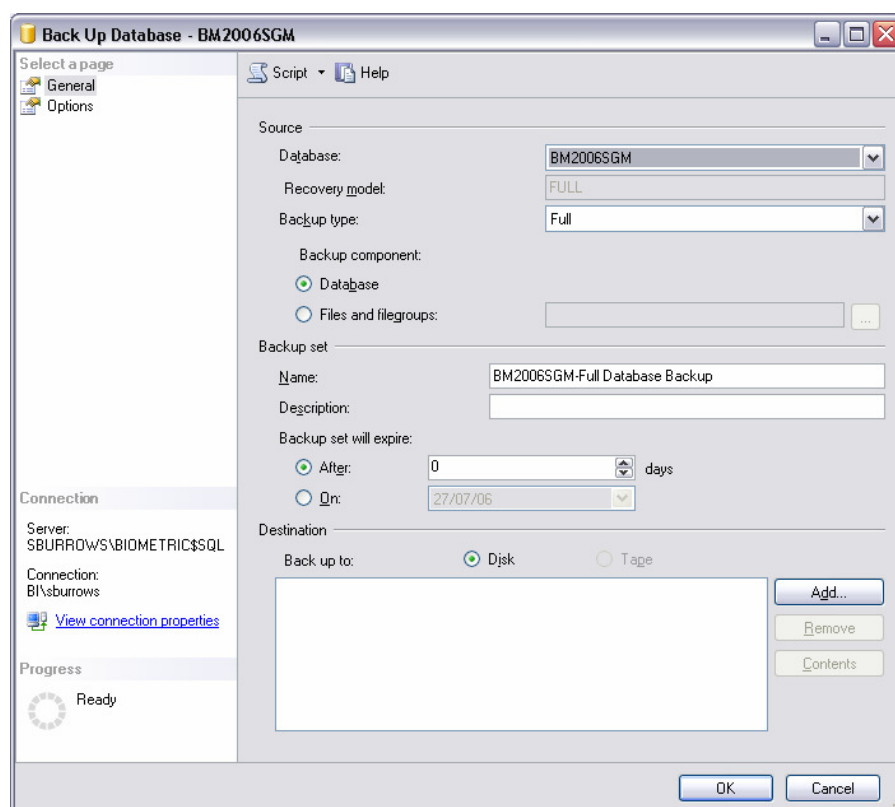 Back Up Database - BM2006SGM
Select a page
General
Options
Script
Help
Source
Database: BM2006SGM
Recovery model: FULL
Backup type: Full
Backup component:
Database
Files and filegroups:
...
Backup set
Name: BM2006SGM-Full Database Backup
Description:
Backup set will expire:
After: 0 days
On: 27/07/06
Destination
Back up to: Disk Tape
Add...
Remove
Contents
Connection
Server:
SBURROWS\BIOMETRIC$SQL
Connection:
BI\sburrows
View connection properties
Progress
Ready
OK
Cancel